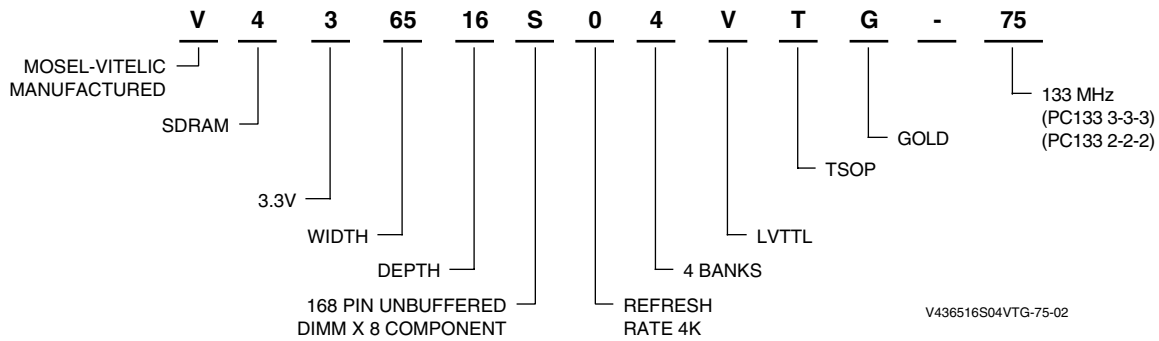 V 4 3 65 16 S 0 4 V T G - 75
MOSEL-VITELIC
MANUFACTURED
SDRAM
3.3V
WIDTH
DEPTH
168 PIN UNBUFFERED
DIMM X 8 COMPONENT
REFRESH
RATE 4K
4 BANKS
LVTTL
TSOP
GOLD
133 MHz
(PC133 3-3-3)
(PC133 2-2-2)
V436516S04VTG-75-02